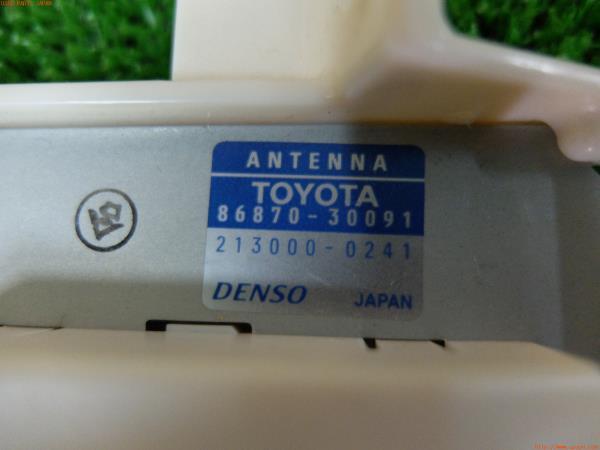 ANTENNA
TOYOTA
86870-30091
213000-0241
DENSO JAPAN